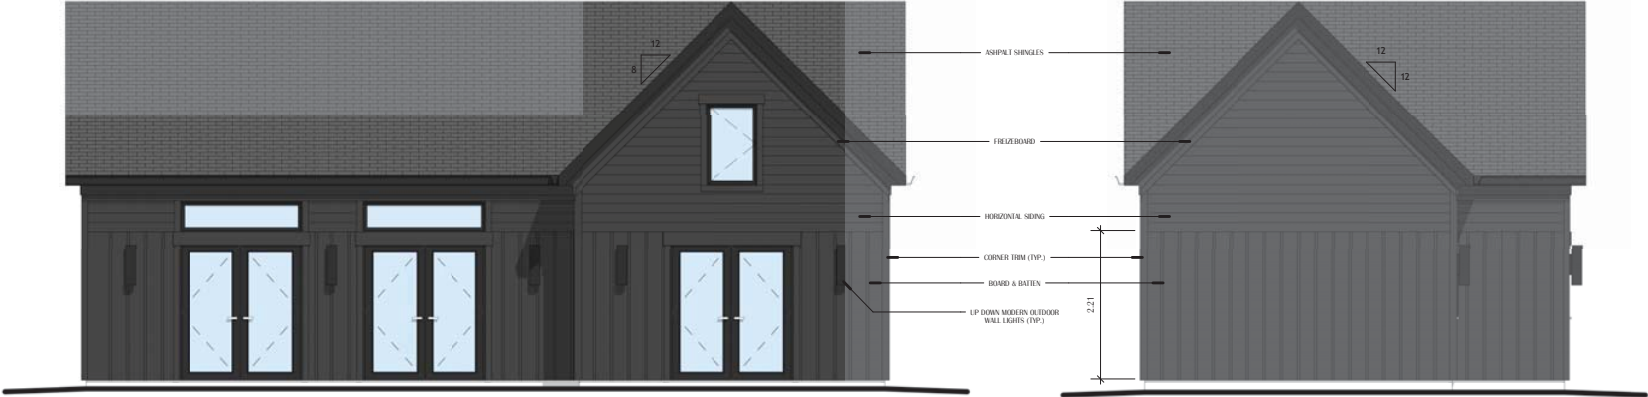 12
8
ASHPALT SHINGLES
12
12
FREIZEBOARD
HORIZONTAL SIDING
CORNER TRIM (TYP.)
BOARD & BATTEN
2.21
UP DOWN MODERN OUTDOOR
WALL LIGHTS (TYP.)